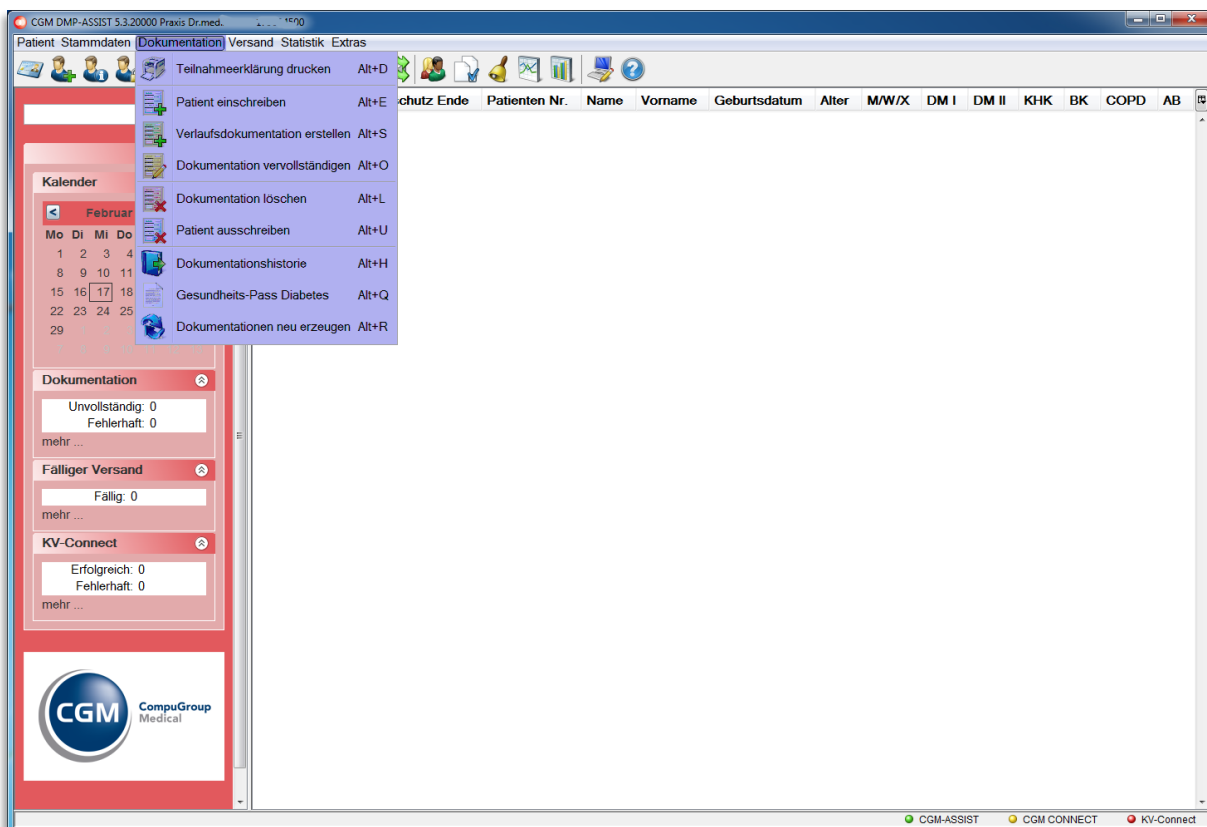 CGM DMP-ASSIST 5.3.20000 Praxis Dr.med.
Patient Stammdaten Dokumentation Versand Statistik Extras
Teilnahmeerklärung drucken Alt+D
Patient einschreiben Alt+E
Verlaufsdokumentation erstellen Alt+S
Dokumentation vervollständigen Alt+O
Dokumentation löschen Alt+L
Patient ausschreiben Alt+U
Dokumentationshistorie Alt+H
Gesundheits-Pass Diabetes Alt+Q
Dokumentationen neu erzeugen Alt+R
schutz Ende Patienten Nr. Name Vorname Geburtsdatum Alter M/W/X DM I DM II KHK BK COPD AB
Kalender
Februar
Mo Di Mi Do
1 2 3 4
8 9 10 11
15 16 17 18
22 23 24 25
29
Dokumentation
Unvollständig: 0
Fehlerhaft: 0
mehr ...
Fälliger Versand
Fällig: 0
mehr ...
KV-Connect
Erfolgreich: 0
Fehlerhaft: 0
mehr ...
CGM CompuGroup
Medical
CGM-ASSIST CGM CONNECT KV-Connect